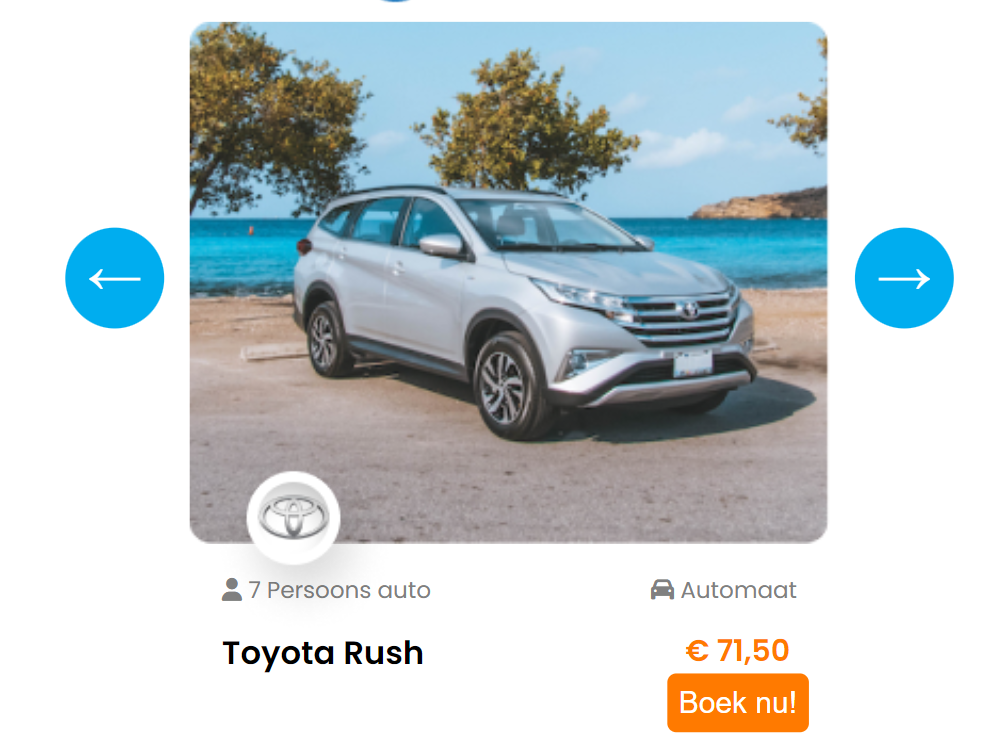 7 Persoons auto
Automaat
Toyota Rush
€ 71,50
Boek nu!